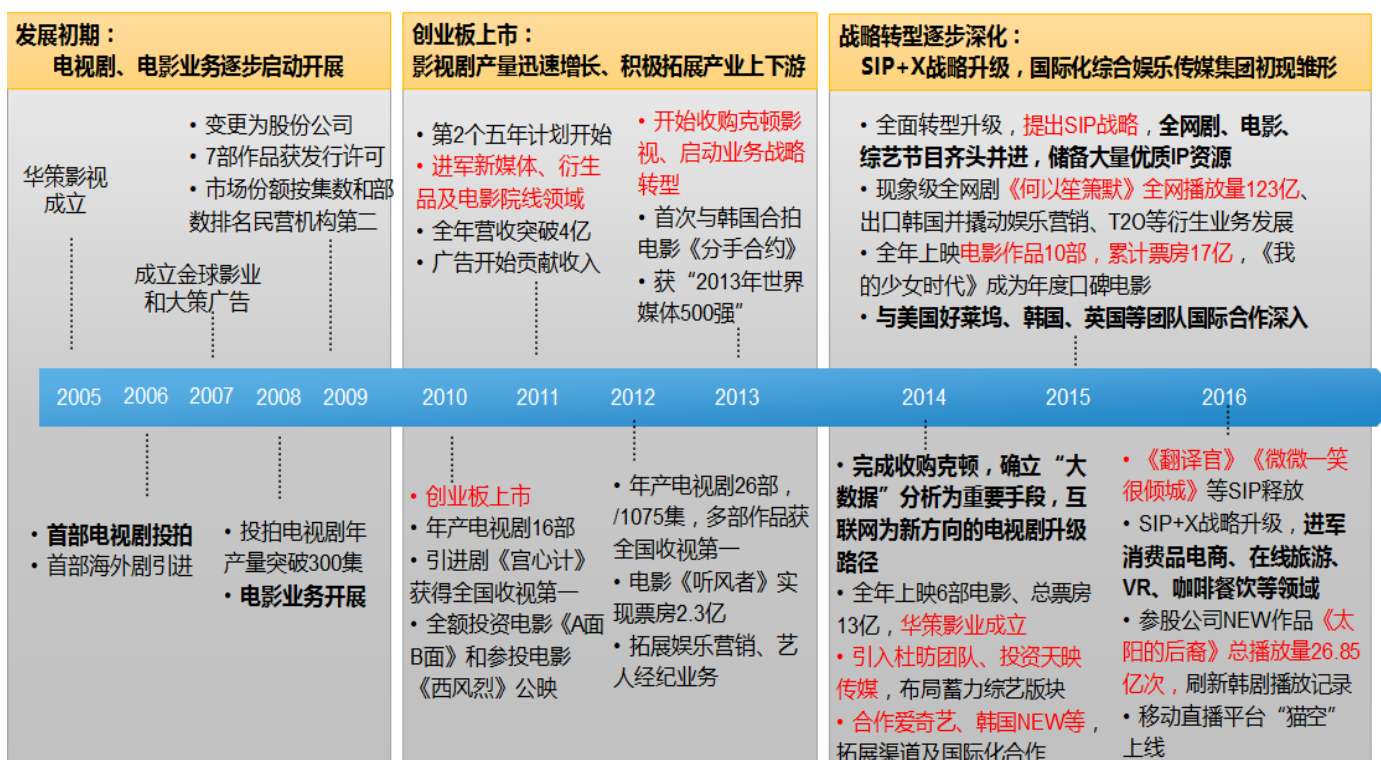 发展初期：
电视剧、电影业务逐步启动开展
华策影视
成立
• 变更为股份公司
• 7部作品获发行许可
• 市场份额按集数和部
数排名民营机构第二
成立金球影业
和大策广告
创业板上市：
影视剧产量迅速增长、积极拓展产业上下游
• 第2个五年计划开始
• 进军新媒体、衍生
品及电影院线领域
• 全年营收突破4亿
• 广告开始贡献收入
• 开始收购克顿影
视、启动业务战略
转型
• 首次与韩国合拍
电影《分手合约》
• 获“2013年世界
媒体500强”
战略转型逐步深化：
SIP+X战略升级，国际化综合娱乐传媒集团初现雏形
• 全面转型升级，提出SIP战略，全网剧、电影、
综艺节目齐头并进，储备大量优质IP资源
• 现象级全网剧《何以笙箫默》全网播放量123亿、
出口韩国并撬动娱乐营销、T2O等衍生业务发展
• 全年上映电影作品10部，累计票房17亿，《我
的少女时代》成为年度口碑电影
• 与美国好莱坞、韩国、英国等团队国际合作深入
2005 2006 2007 2008 2009 2010 2011 2012 2013 2014 2015 2016
• 首部电视剧投拍
• 首部海外剧引进
• 投拍电视剧年
产量突破300集
• 电影业务开展
• 创业板上市
• 年产电视剧16部
• 引进剧《宫心计》
获得全国收视第一
• 全额投资电影《A面
B面》和参投电影
《西风烈》公映
• 年产电视剧26部，
/1075集，多部作品获
全国收视第一
• 电影《听风者》实
现票房2.3亿
• 拓展娱乐营销、艺
人经纪业务
• 完成收购克顿，确立“大
数据”分析为重要手段，互
联网为新方向的电视剧升级
路径
• 全年上映6部电影、总票房
13亿，华策影业成立
• 引入杜昉团队、投资天映
传媒，布局蓄力综艺版块
• 合作爱奇艺、韩国NEW等，
拓展渠道及国际化合作
• 《翻译官》《微微一笑
很倾城》等SIP释放
• SIP+X战略升级，进军
消费品电商、在线旅游、
VR、咖啡餐饮等领域
• 参股公司NEW作品《太
阳的后裔》总播放量26.85
亿次，刷新韩剧播放记录
• 移动直播平台“猫空”
上线